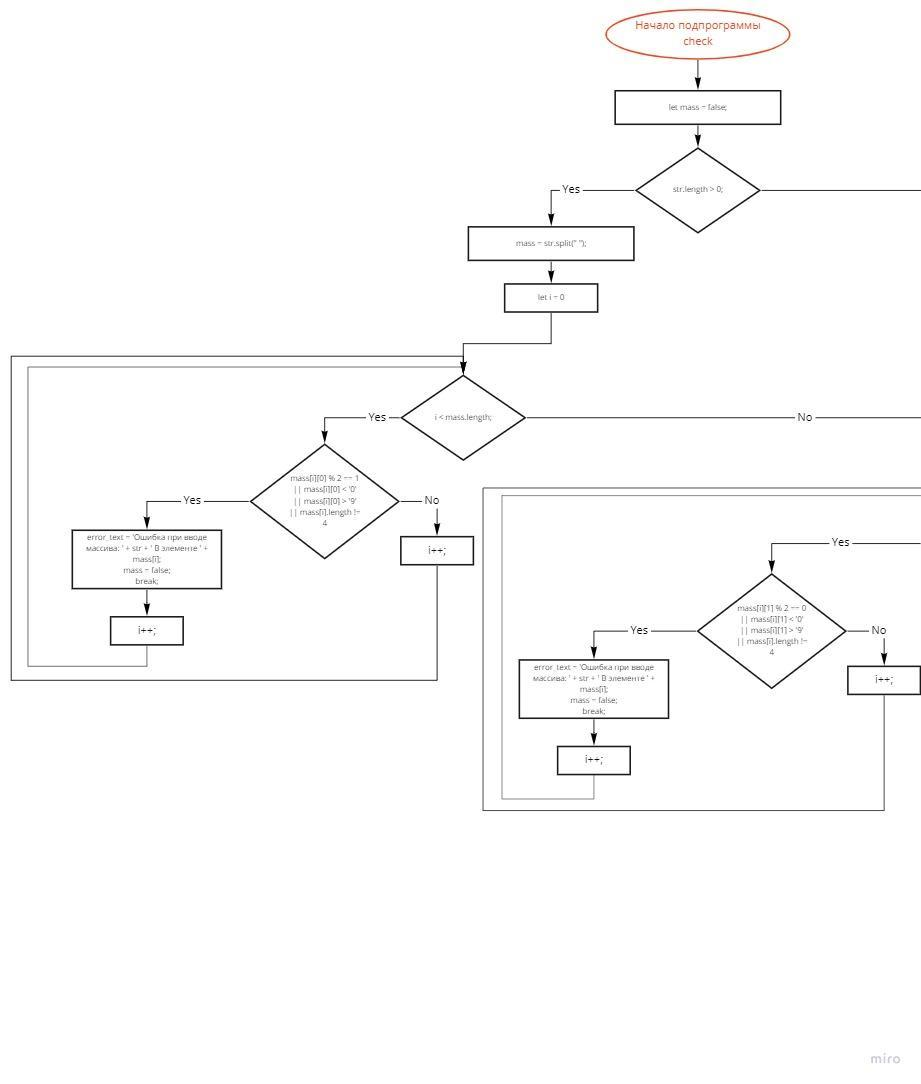 Начало подпрограммы
check
let mass = false;
str.length > 0;
Yes
mass = str.split(" ");
let i = 0
i < mass.length;
Yes
No
mass[i][0] % 2 == 1
|| mass[i][0] < '0'
|| mass[i][0] > '9'
|| mass[i].length !=
4
Yes
No
error_text = 'Ошибка при вводе
массива: ' + str + ' В элементе ' +
mass[i];
mass = false;
break;
i++;
i++;
Yes
mass[i][1] % 2 == 0
|| mass[i][1] < '0'
|| mass[i][1] > '9'
|| mass[i].length !=
4
Yes
No
error_text = 'Ошибка при вводе
массива: ' + str + ' В элементе ' +
mass[i];
mass = false;
break;
i++;
i++;
miro